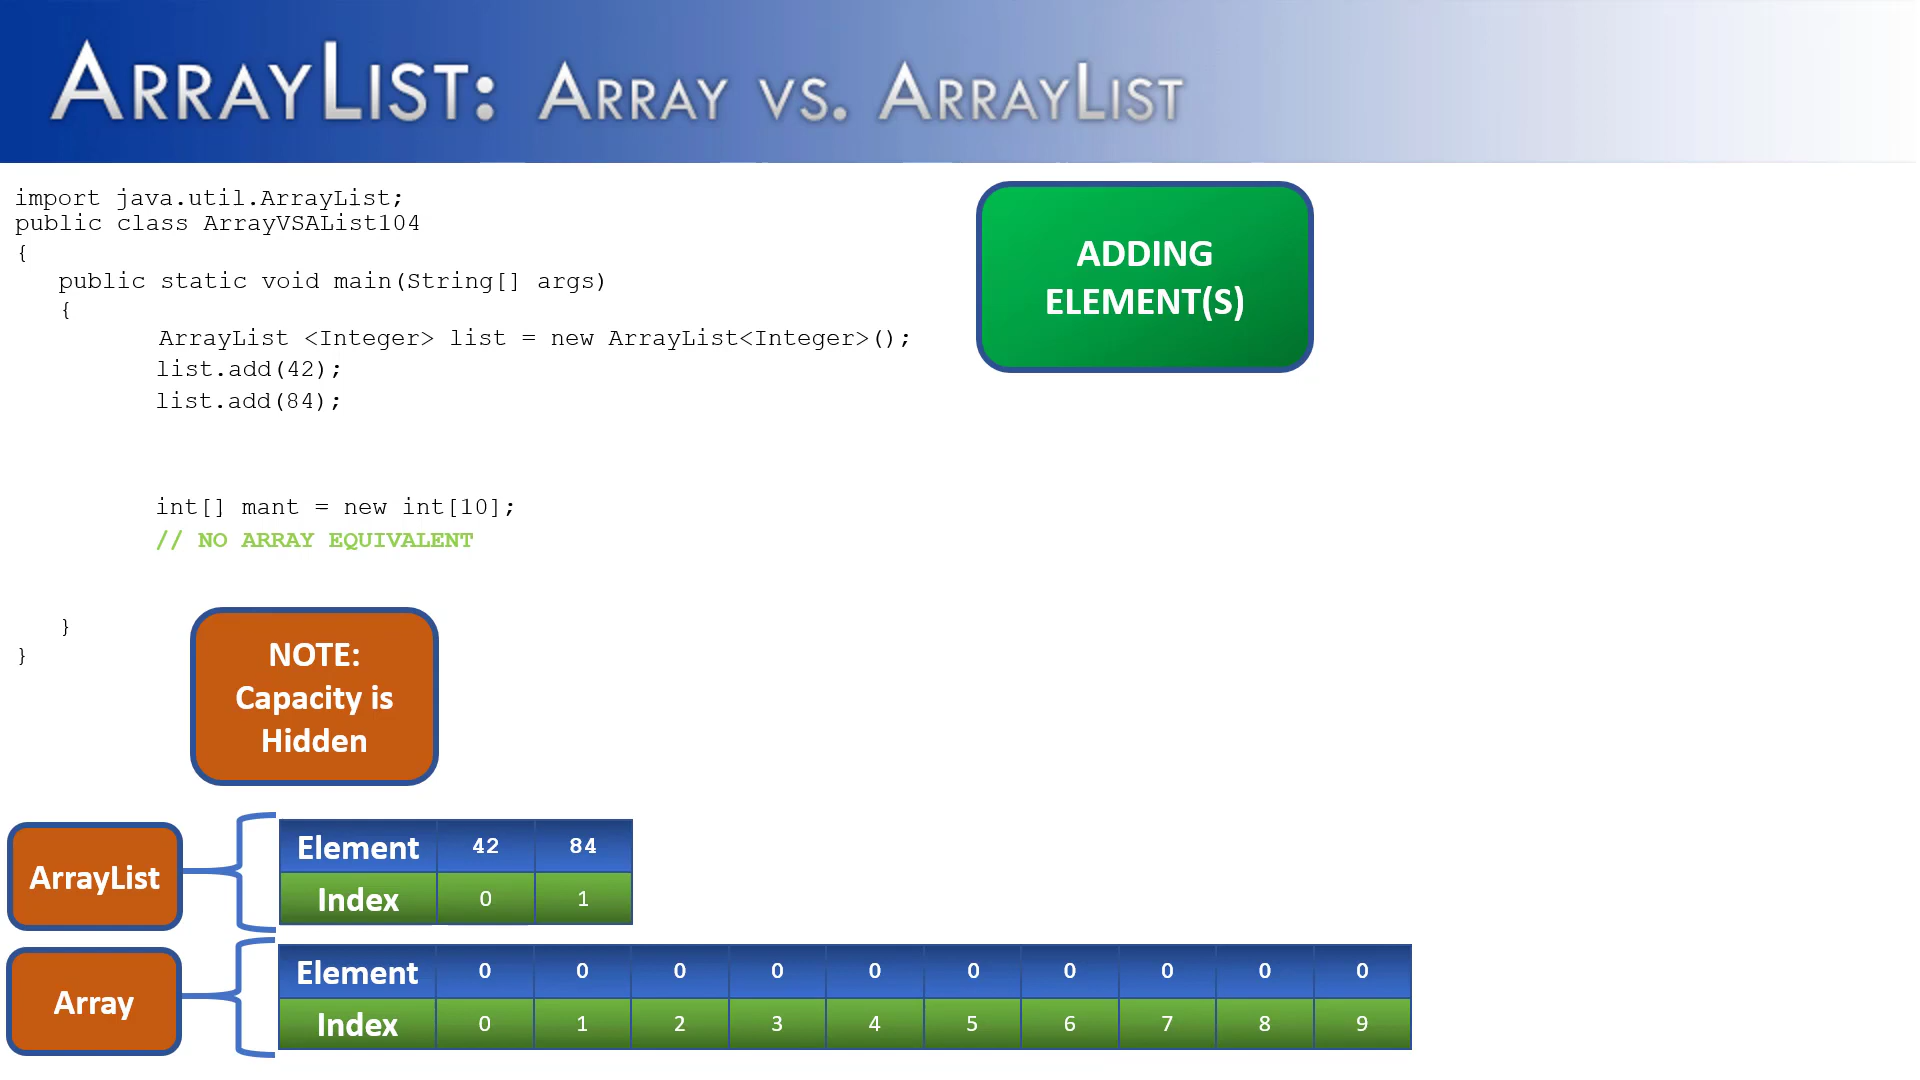 ArrayList: Array vs. ArrayList
import java.util.ArrayList;
public class ArrayVSAList104
{
public static void main(String[] args)
{
ArrayList <Integer> list = new ArrayList<Integer>();
list.add(42);
list.add(84);
int[] mant = new int[10];
// NO ARRAY EQUIVALENT
}
}
ADDING
ELEMENT(S)
NOTE:
Capacity is
Hidden
ArrayList
Element 42 84
Index 0 1
Array
Element 0 0 0 0 0 0 0 0 0 0
Index 0 1 2 3 4 5 6 7 8 9